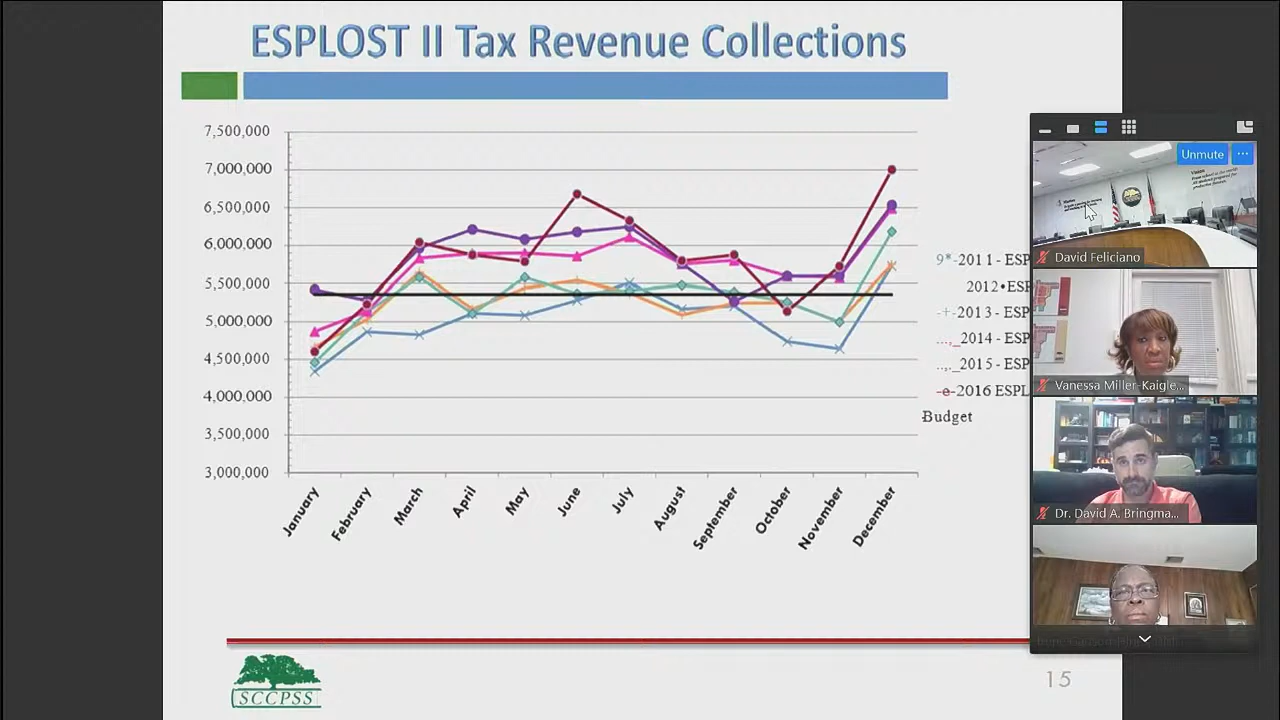 ESPLOST II Tax Revenue Collections
7,500,000
7,000,000
6,500,000
6,000,000
5,500,000
5,000,000
4,500,000
4,000,000
3,500,000
3,000,000
January
February
March
April
May
June
July
August
September
October
November
December
9*-2011 - ESP
2012•ESP
-+-2013 - ESP
...,_2014 - ESP
..,._2015 - ESP
-e-2016 ESPL
Budget
SCCPSS
15
Unmute
David Feliciano
Vanessa Miller-Kaigle...
Dr. David A. Bringma...